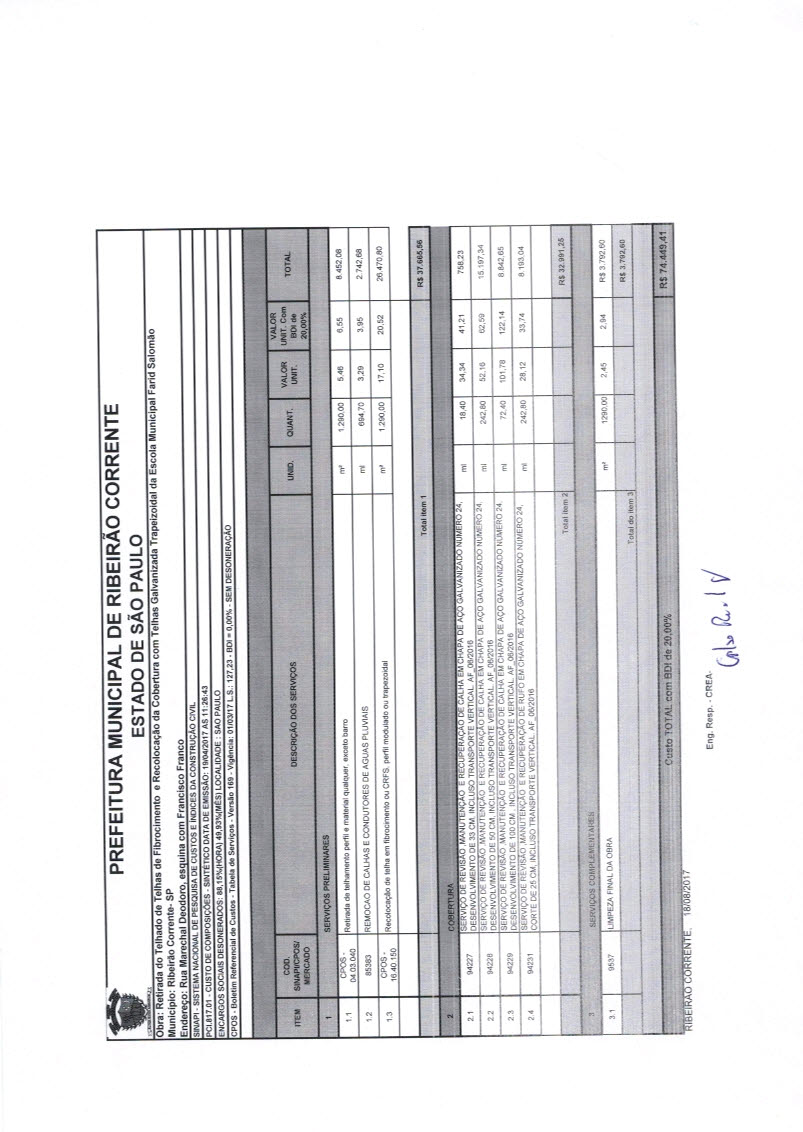 PREFEITURA MUNICIPAL DE RIBEIRÃO CORRENTE
ESTADO DE SÃO PAULO
Obra: Retirada do Telhado de Telhas de Fibrocimento e Recolocação da Cobertura com Telhas Galvanizada Trapeizoidal da Escola Municipal Farid Salomão
Município: Ribeirão Corrente- SP
Endereço: Rua Marechal Deodoro, esquina com Francisco Franco
SINAPI - SISTEMA NACIONAL DE PESQUISA DE CUSTOS E ÍNDICES DA CONSTRUÇÃO CIVIL
PCI.817.01 - CUSTO DE COMPOSIÇÕES - SINTÉTICO DATA DE EMISSÃO: 19/04/2017 AS 11:26:43
ENCARGOS SOCIAIS DESONERADOS: 88,15%(HORA) 49,93%(MÊS) LOCALIDADE : SAO PAULO
CPOS - Boletim Referencial de Custos - Tabela de Serviços - Versão 169 - Vigência: 01/03/17 L.S.: 127,23 - BDI = 0,00% - SEM DESONERAÇÃO
ITEM COD. SINAPI/CPOS/ MERCADO DESCRIÇÃO DOS SERVIÇOS UNID. QUANT. VALOR UNIT. VALOR UNIT. Com BDI de 20,00% TOTAL
1 SERVIÇOS PRELIMINARES
1.1 CPOS - 04.03.040 Retirada de telhamento perfil e material qualquer, exceto barro m² 1.290,00 5,46 6,55 8.452,08
1.2 85383 REMOCAO DE CALHAS E CONDUTORES DE AGUAS PLUVIAIS ml 694,70 3,29 3,95 2.742,68
1.3 CPOS - 16.40.150 Recolocação de telha em fibrocimento ou CRFS, perfil modulado ou trapezoidal m² 1.290,00 17,10 20,52 26.470,80
Total item 1 R$ 37.665,56
2 COBERTURA
2.1 94227 SERVIÇO DE REVISÃO ,MANUTENÇÃO E RECUPERAÇÃO DE CALHA EM CHAPA DE AÇO GALVANIZADO NÚMERO 24,
DESENVOLVIMENTO DE 33 CM, INCLUSO TRANSPORTE VERTICAL. AF_06/2016 ml 18,40 34,34 41,21 758,23
2.2 94228 SERVIÇO DE REVISÃO ,MANUTENÇÃO E RECUPERAÇÃO DE CALHA EM CHAPA DE AÇO GALVANIZADO NÚMERO 24,
DESENVOLVIMENTO DE 50 CM, INCLUSO TRANSPORTE VERTICAL. AF_06/2016 ml 242,80 52,16 62,59 15.197,34
2.3 94229 SERVIÇO DE REVISÃO ,MANUTENÇÃO E RECUPERAÇÃO DE CALHA EM CHAPA DE AÇO GALVANIZADO NÚMERO 24,
DESENVOLVIMENTO DE 100 CM , INCLUSO TRANSPORTE VERTICAL. AF_06/2016 ml 72,40 101,78 122,14 8.842,65
2.4 94231 SERVIÇO DE REVISÃO ,MANUTENÇÃO E RECUPERAÇÃO DE RUFO EM CHAPA DE AÇO GALVANIZADO NÚMERO 24,
CORTE DE 25 CM, INCLUSO TRANSPORTE VERTICAL. AF_06/2016 ml 242,80 28,12 33,74 8.193,04
Total item 2 R$ 32.991,25
3 SERVIÇOS COMPLEMENTARES
3.1 9537 LIMPEZA FINAL DA OBRA m² 1290,00 2,45 2,94 R$ 3.792,60
Total do item 3 R$ 3.792,60
Custo TOTAL com BDI de 20,00% R$ 74.449,41
RIBEIRÃO CORRENTE, 18/08/2017
Eng. Resp. - CREA-